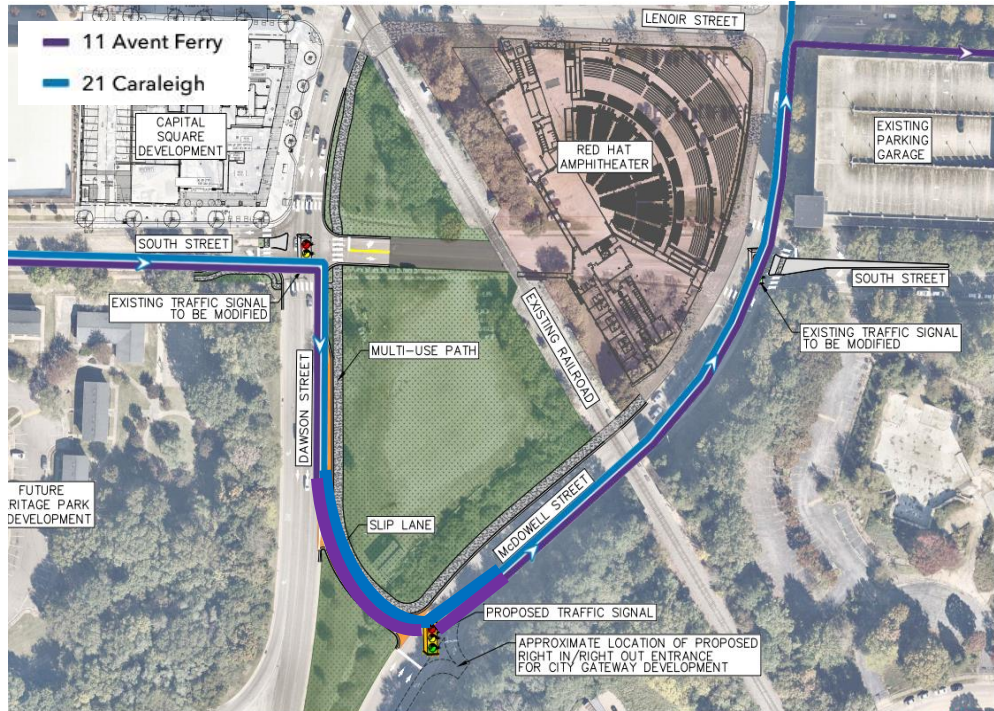 LENOIR STREET
11 Avent Ferry
21 Caraleigh
CAPITAL
SQUARE
DEVELOPMENT
RED HAT
AMPHITHEATER
EXISTING
PARKING
GARAGE
SOUTH STREET
SOUTH STREET
EXISTING TRAFFIC SIGNAL
TO BE MODIFIED
EXISTING RAILROAD
EXISTING TRAFFIC SIGNAL
TO BE MODIFIED
MULTI-USE PATH
DAWSON STREET
FUTURE
ERITAGE PARK
DEVELOPMENT
SLIP LANE
McDOWELL STREET
PROPOSED TRAFFIC SIGNAL
APPROXIMATE LOCATION OF PROPOSED
RIGHT IN/RIGHT OUT ENTRANCE
FOR CITY GATEWAY DEVELOPMENT